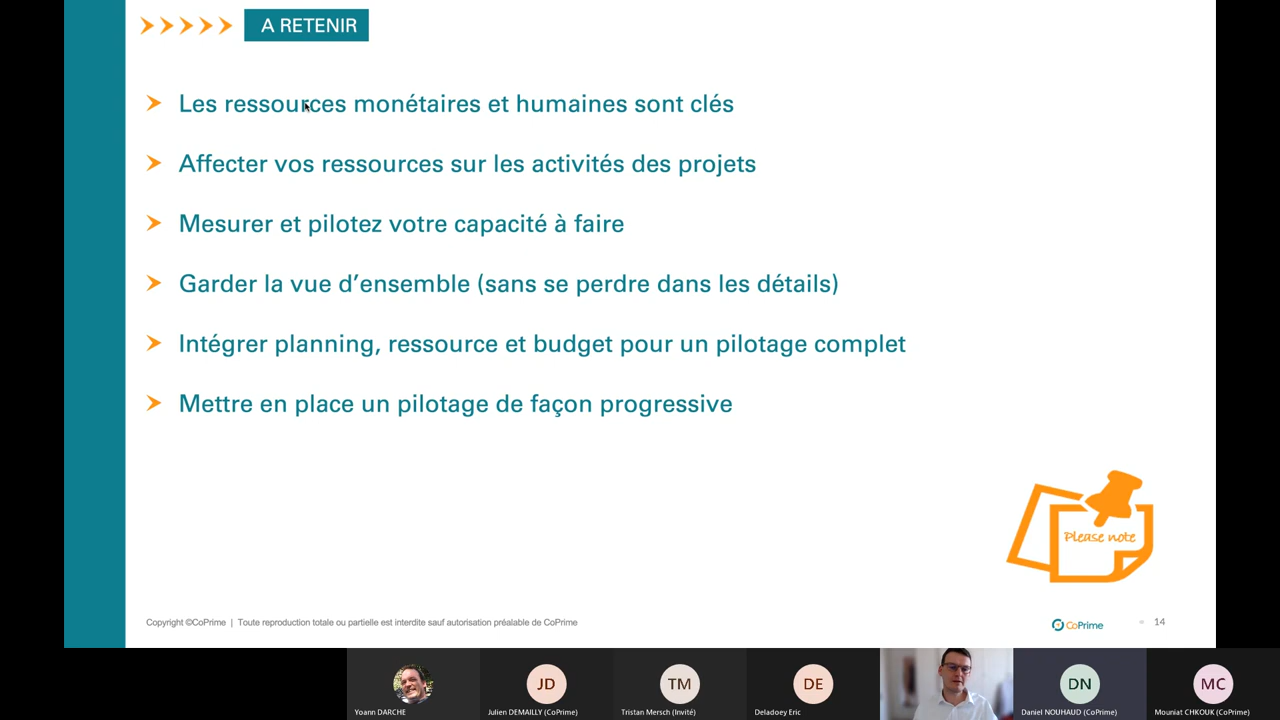 A RETENIR
Les ressources monétaires et humaines sont clés
Affecter vos ressources sur les activités des projets
Mesurer et pilotez votre capacité à faire
Garder la vue d’ensemble (sans se perdre dans les détails)
Intégrer planning, ressource et budget pour un pilotage complet
Mettre en place un pilotage de façon progressive
Please note
Copyright ©CoPrime | Toute reproduction totale ou partielle est interdite sauf autorisation préalable de CoPrime
CoPrime
14
JD
TM
DE
DN
MC
Yoann DARCHE
Julien DEMAILLY (CoPrime)
Tristan Mersch (Invité)
Deladoey Eric
Daniel NOUHAUD (CoPrime)
Mouniat CHKOUK (CoPrime)